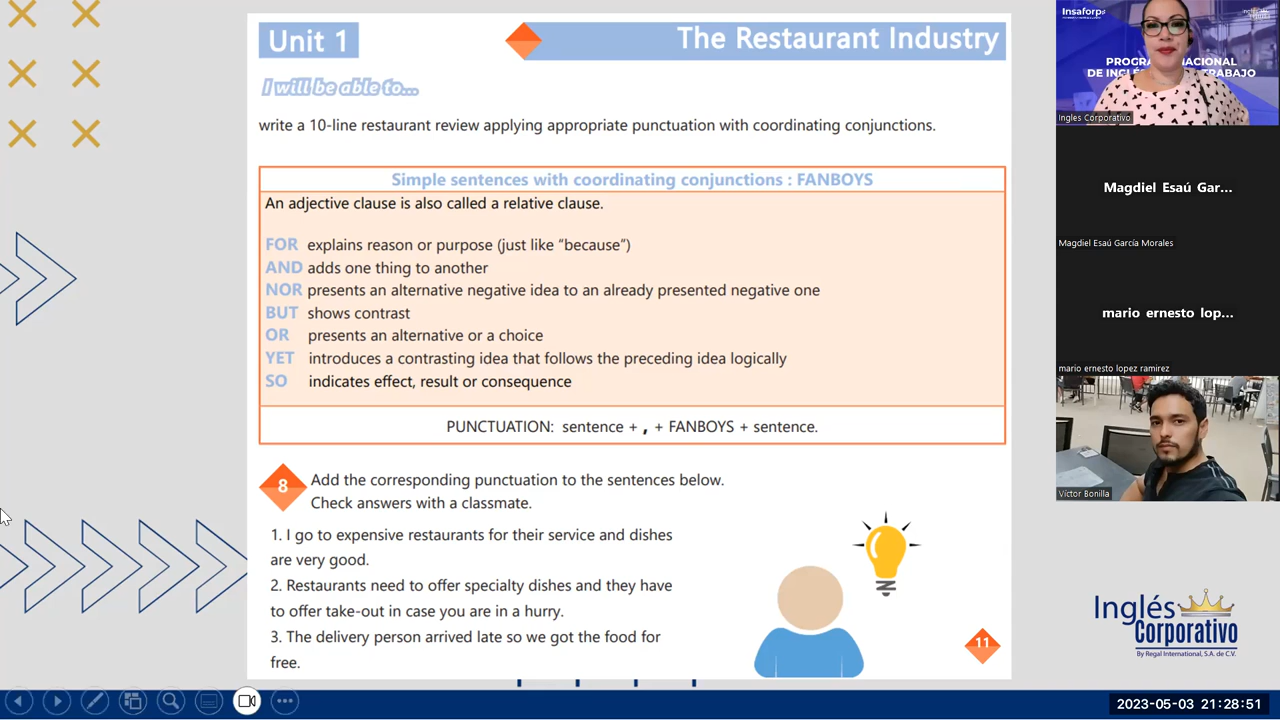 Unit 1
The Restaurant Industry
I will be able to...
write a 10-line restaurant review applying appropriate punctuation with coordinating conjunctions.
Simple sentences with coordinating conjunctions : FANBOYS
An adjective clause is also called a relative clause.
FOR explains reason or purpose (just like “because”)
AND adds one thing to another
NOR presents an alternative negative idea to an already presented negative one
BUT shows contrast
OR presents an alternative or a choice
YET introduces a contrasting idea that follows the preceding idea logically
SO indicates effect, result or consequence
PUNCTUATION: sentence + , + FANBOYS + sentence.
8
Add the corresponding punctuation to the sentences below.
Check answers with a classmate.
1. I go to expensive restaurants for their service and dishes
are very good.
2. Restaurants need to offer specialty dishes and they have
to offer take-out in case you are in a hurry.
3. The delivery person arrived late so we got the food for
free.
11
Insaforp
PROGRAMA NACIONAL
DE INGLÉS TRABAJO
Ingles Corporativo
Magdiel Esaú Gar...
Magdiel Esaú García Morales
mario ernesto lop...
mario ernesto lopez ramirez
Víctor Bonilla
Inglés
Corporativo
By Regal International, S.A. de C.V.
2023-05-03 21:28:51